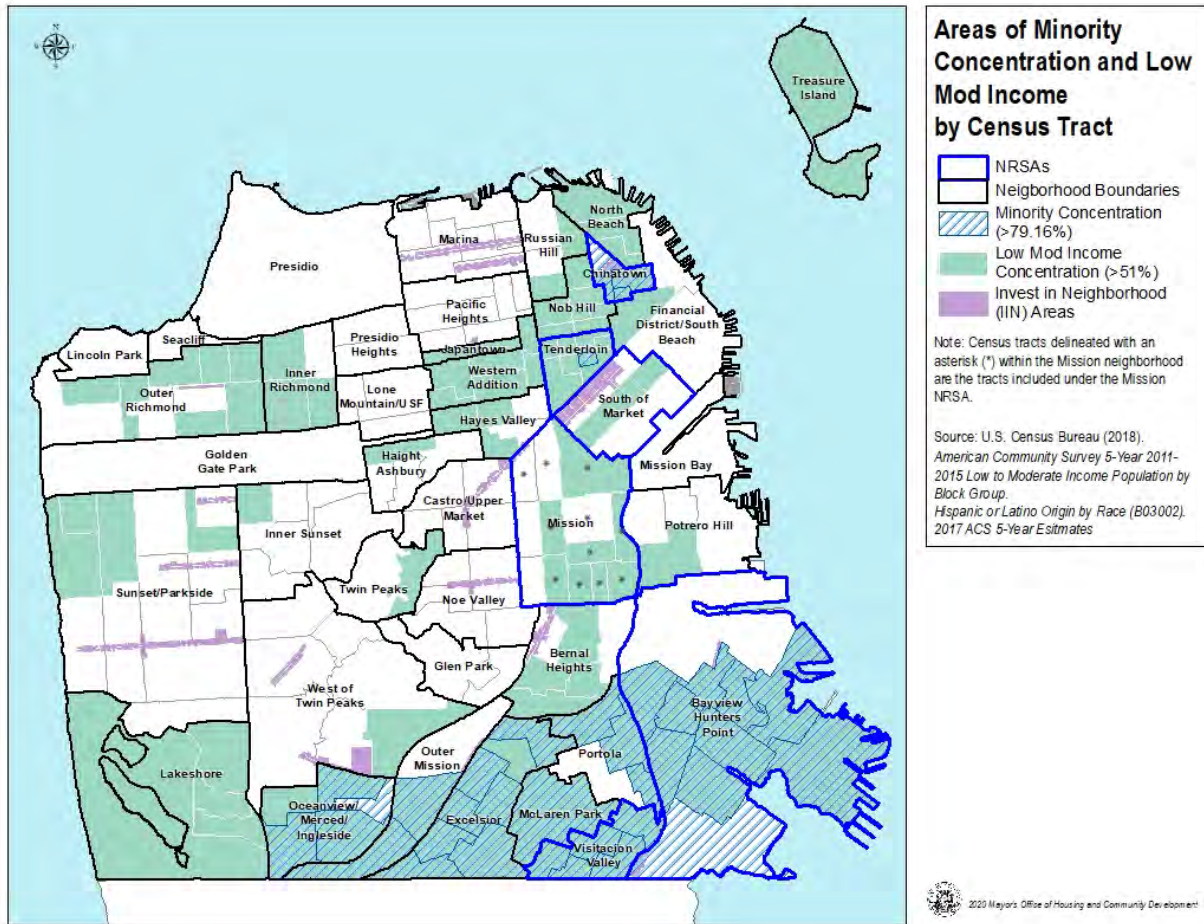 N
W
E
S
Treasure
Island
North
Beach
Marina
Russian
Hill
Presidio
Chinatown
Pacific
Heights
Nob Hill
Financial
District/South
Beach
Seacliff
Lincoln Park
Presidio
Heights
Japantown
Tenderloin
Inner
Richmond
Western
Addition
Outer
Richmond
Lone
Mountain/USF
South of
Market
Hayes Valley
Golden
Gate Park
Haight
Ashbury
Mission Bay
Castro/Upper
Market
Mission
Potrero Hill
Inner Sunset
Sunset/Parkside
Twin Peaks
Noe Valley
Glen Park
Bernal
Heights
West of
Twin Peaks
Bayview
Hunters
Point
Outer
Mission
Portola
Lakeshore
Oceanview/
Merced/
Ingleside
Excelsior
McLaren Park
Visitacion
Valley
Areas of Minority
Concentration and Low
Mod Income
by Census Tract
NRSAs
Neigborhood Boundaries
Minority Concentration
(>79.16%)
Low Mod Income
Concentration (>51%)
Invest in Neighborhood
(IIN) Areas
Note: Census tracts delineated with an
asterisk (*) within the Mission neighborhood
are the tracts included under the Mission
NRSA.
Source: U.S. Census Bureau (2018).
American Community Survey 5-Year 2011-
2015 Low to Moderate Income Population by
Block Group.
Hispanic or Latino Origin by Race (B03002).
2017 ACS 5-Year Esitmates
2020 Mayors Office of Housing and Community Development